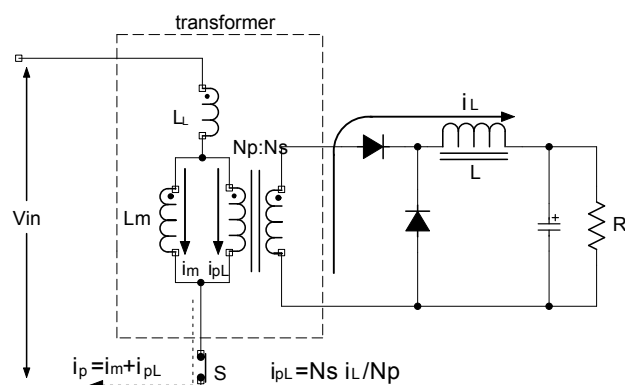 transformer
iL
LL
Np:Ns
L
Lm
Vin
+
R
im
ipL
ip=im+ipL
S
ipL=Ns iL/Np